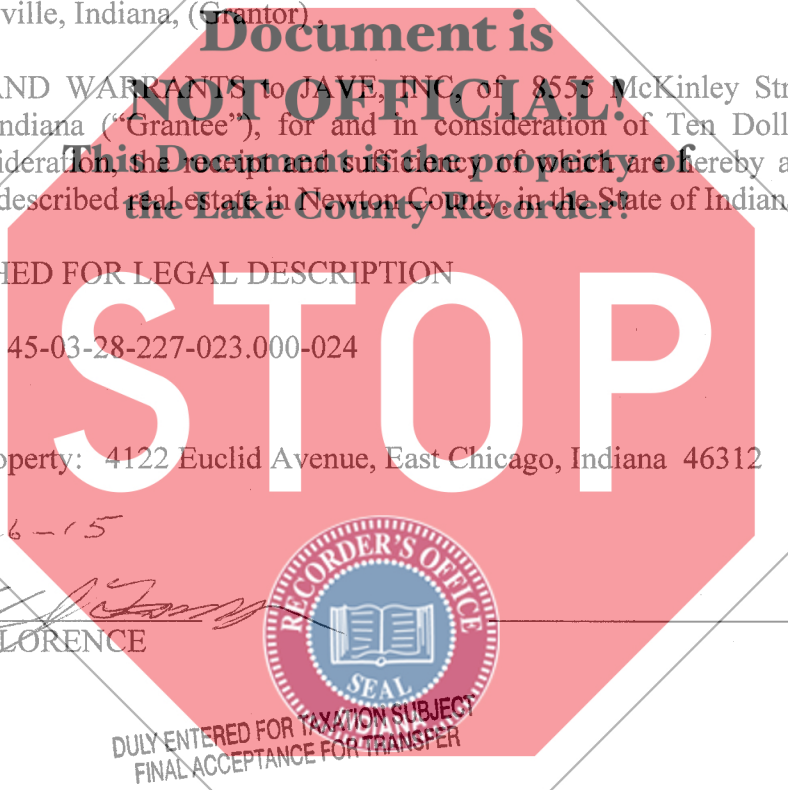 ville, Indiana, (Grantor),
Document is
AND WARRANTS to JAVE, INC, of 8555 McKinley Str
NOT OFFICIAL!
ndiana (“Grantee”), for and in consideration of Ten Doll
ideration, the receipt and sufficiency of which are hereby a
This Document is the property of
described real estate in Newton County, in the State of Indian
the Lake County Recorder!
HED FOR LEGAL DESCRIPTION
STOP
45-03-28-227-023.000-024
operty: 4122 Euclid Avenue, East Chicago, Indiana 46312
6-15
LORENCE
RECORDER'S OFFICE
SEAL
INDIANA
DULY ENTERED FOR TAXATION SUBJECT
FINAL ACCEPTANCE FOR TRANSFER